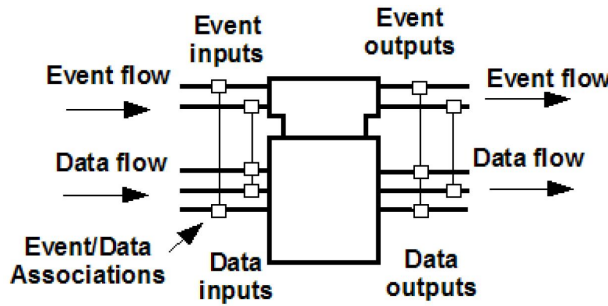 Event
inputs
Event
outputs
Event flow
Event flow
Data flow
Data flow
Event/Data
Associations
Data
inputs
Data
outputs